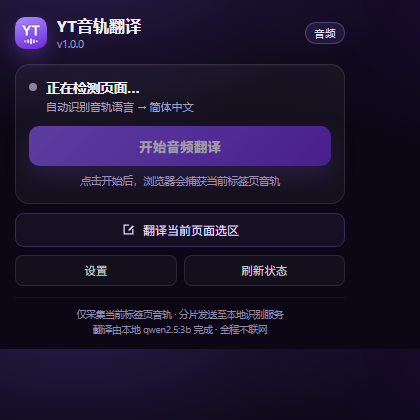 YT
YT音轨翻译
v1.0.0
音频
正在检测页面...
自动识别音轨语言 → 简体中文
开始音频翻译
点击开始后，浏览器会捕获当前标签页音轨
翻译当前页面选区
设置
刷新状态
仅采集当前标签页音轨 · 分片发送至本地识别服务
翻译由本地 qwen2.5:3b 完成 · 全程不联网